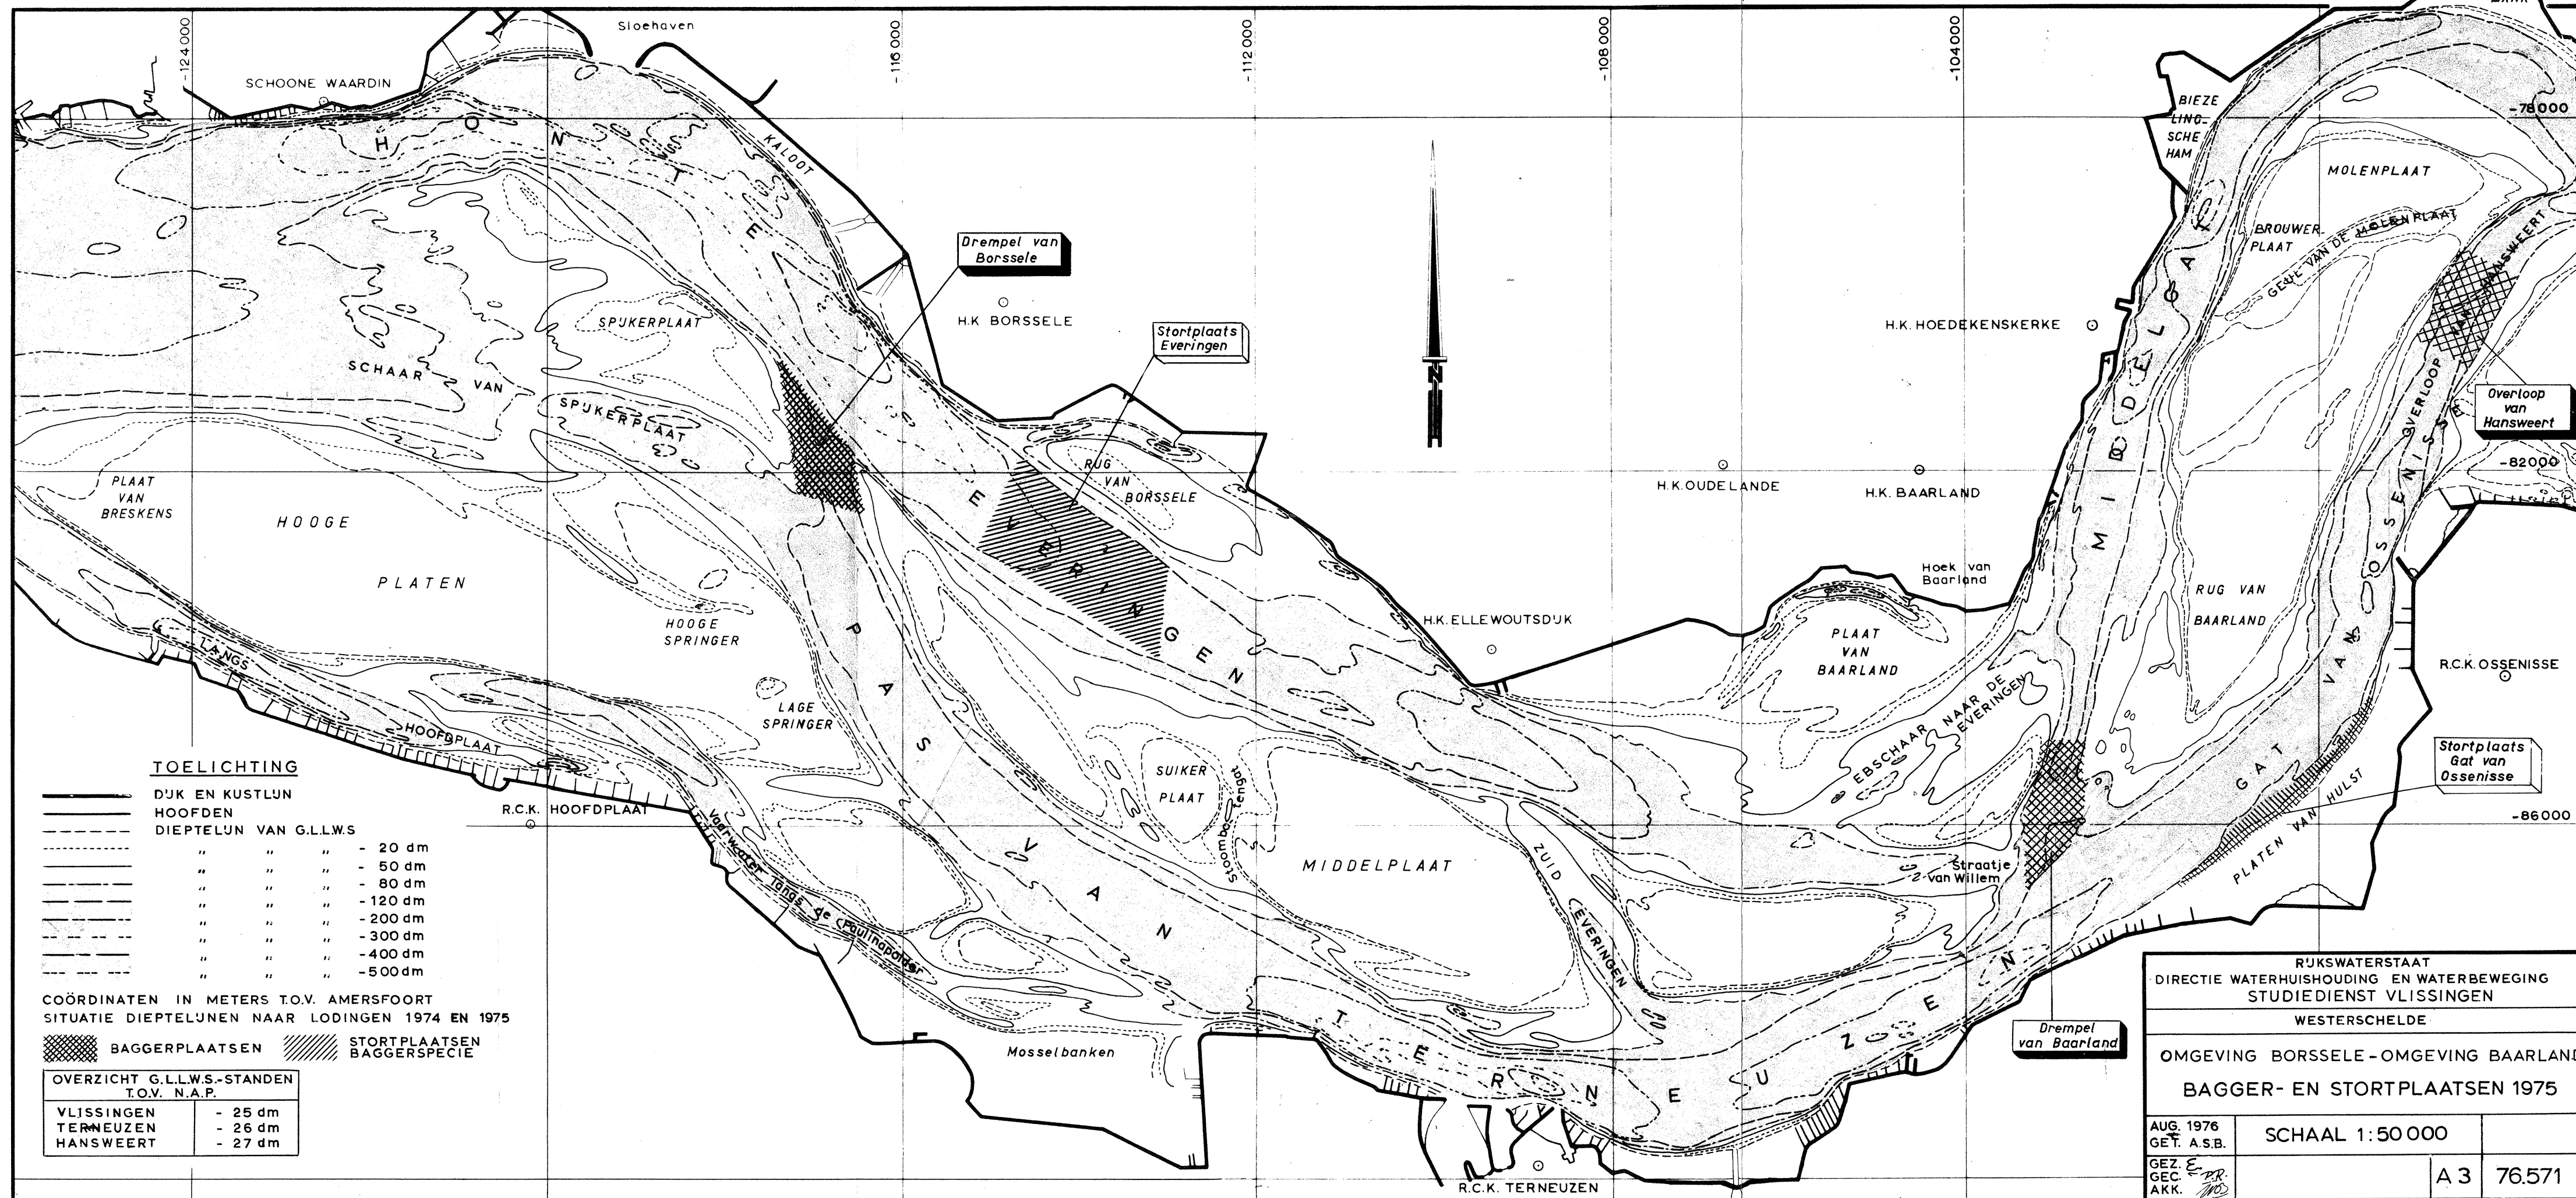 -124000
-116000
-112000
-108000
-104000
Sloehaven
SCHOONE WAARDIN
HONTE
KALOOT
BIEZE
LING-
SCHE
HAM
-78000
MOLENPLAAT
BROUWER
PLAAT
GEUL VAN DE MOLENPLAAT
Drempel van
Borssele
H.K BORSSELE
Stortplaats
Everingen
N
H.K. HOEDEKENSKERKE
SPIJKERPLAAT
SCHAAR VAN
SPIJKERPLAAT
OVERLOOP VAN HANSWEERT
Overloop
van
Hansweert
-82000
PLAAT
VAN
BRESKENS
HOOGE
PLATEN
RUG
VAN
BORSSELE
H.K.OUDELANDE
H.K. BAARLAND
EVERINGEN
MIDDELGAT
Hoek van
Baarland
RUG VAN
BAARLAND
HOOGE
SPRINGER
H.K.ELLEWOUTSDIJK
PLAAT
VAN
BAARLAND
R.C.K. OSSENISSE
LANGS
HOOFDPLAAT
LAGE
SPRINGER
PAS VAN TERNEUZEN
EBSCHAAR NAAR DE
EVERINGEN
GAT VAN OSSENISSE
Stortplaats
Gat van
Ossenisse
PLATEN VAN HULST
-86000
SUIKER
PLAAT
Stoombotengat
R.C.K. HOOFDPLAAT
Vaarwater langs de Paulinapolder
MIDDELPLAAT
ZUID EVERINGEN
Straatje
van Willem
Mosselbanken
Drempel
van Baarland
R.C.K. TERNEUZEN
TOELICHTING
DIJK EN KUSTLIJN
HOOFDEN
DIEPTELIJN VAN G.L.L.W.S
" " " - 20 dm
" " " - 50 dm
" " " - 80 dm
" " " -120 dm
" " " -200 dm
" " " -300 dm
" " " -400 dm
" " " -500 dm
COÖRDINATEN IN METERS T.O.V. AMERSFOORT
SITUATIE DIEPTELIJNEN NAAR LODINGEN 1974 EN 1975
BAGGERPLAATSEN
STORTPLAATSEN
BAGGERSPECIE
OVERZICHT G.L.L.W.S.-STANDEN
T.O.V. N.A.P.
VLISSINGEN - 25 dm
TERNEUZEN - 26 dm
HANSWEERT - 27 dm
RIJKSWATERSTAAT
DIRECTIE WATERHUISHOUDING EN WATERBEWEGING
STUDIEDIENST VLISSINGEN
WESTERSCHELDE
OMGEVING BORSSELE-OMGEVING BAARLAND
BAGGER- EN STORTPLAATSEN 1975
AUG. 1976
GET. A.S.B.
SCHAAL 1:50 000
GEZ.
GEC.
AKK.
A 3
76.571